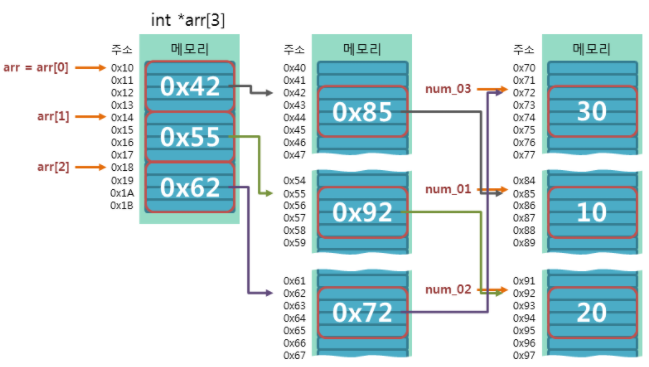 int *arr[3]
주소
메모리
arr = arr[0]
0x10
0x11
0x12
0x13
0x42
arr[1]
0x14
0x15
0x16
0x17
0x55
arr[2]
0x18
0x19
0x1A
0x1B
0x62
주소
메모리
0x40
0x41
0x42
0x43
0x44
0x45
0x46
0x47
0x85
0x54
0x55
0x56
0x57
0x58
0x59
0x92
0x61
0x62
0x63
0x64
0x65
0x66
0x67
0x72
주소
메모리
num_03
0x70
0x71
0x72
0x73
0x74
0x75
0x76
0x77
30
num_01
0x84
0x85
0x86
0x87
0x88
0x89
10
num_02
0x91
0x92
0x93
0x94
0x95
0x96
0x97
20